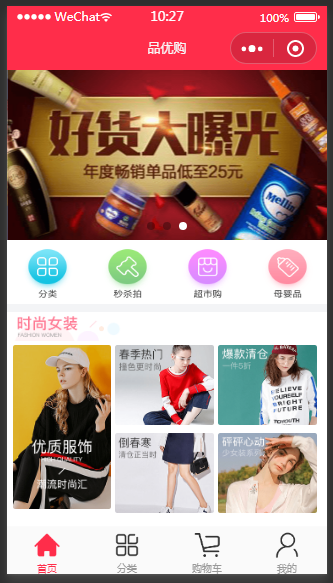 WeChat
10:27
100%
品优购
好货大曝光
年度畅销单品低至25元
Mellin
分类
秒杀拍
超市购
母婴品
时尚女装
FASHION WOMEN
优质服饰
潮流时尚汇
春季热门
撞色更时尚
爆款清仓
一件5折
BELIEVE
YOURSELF
BRIGHT
FUTURE
倒春寒
清仓正当时
砰砰心动
少女装系列
首页
分类
购物车
我的